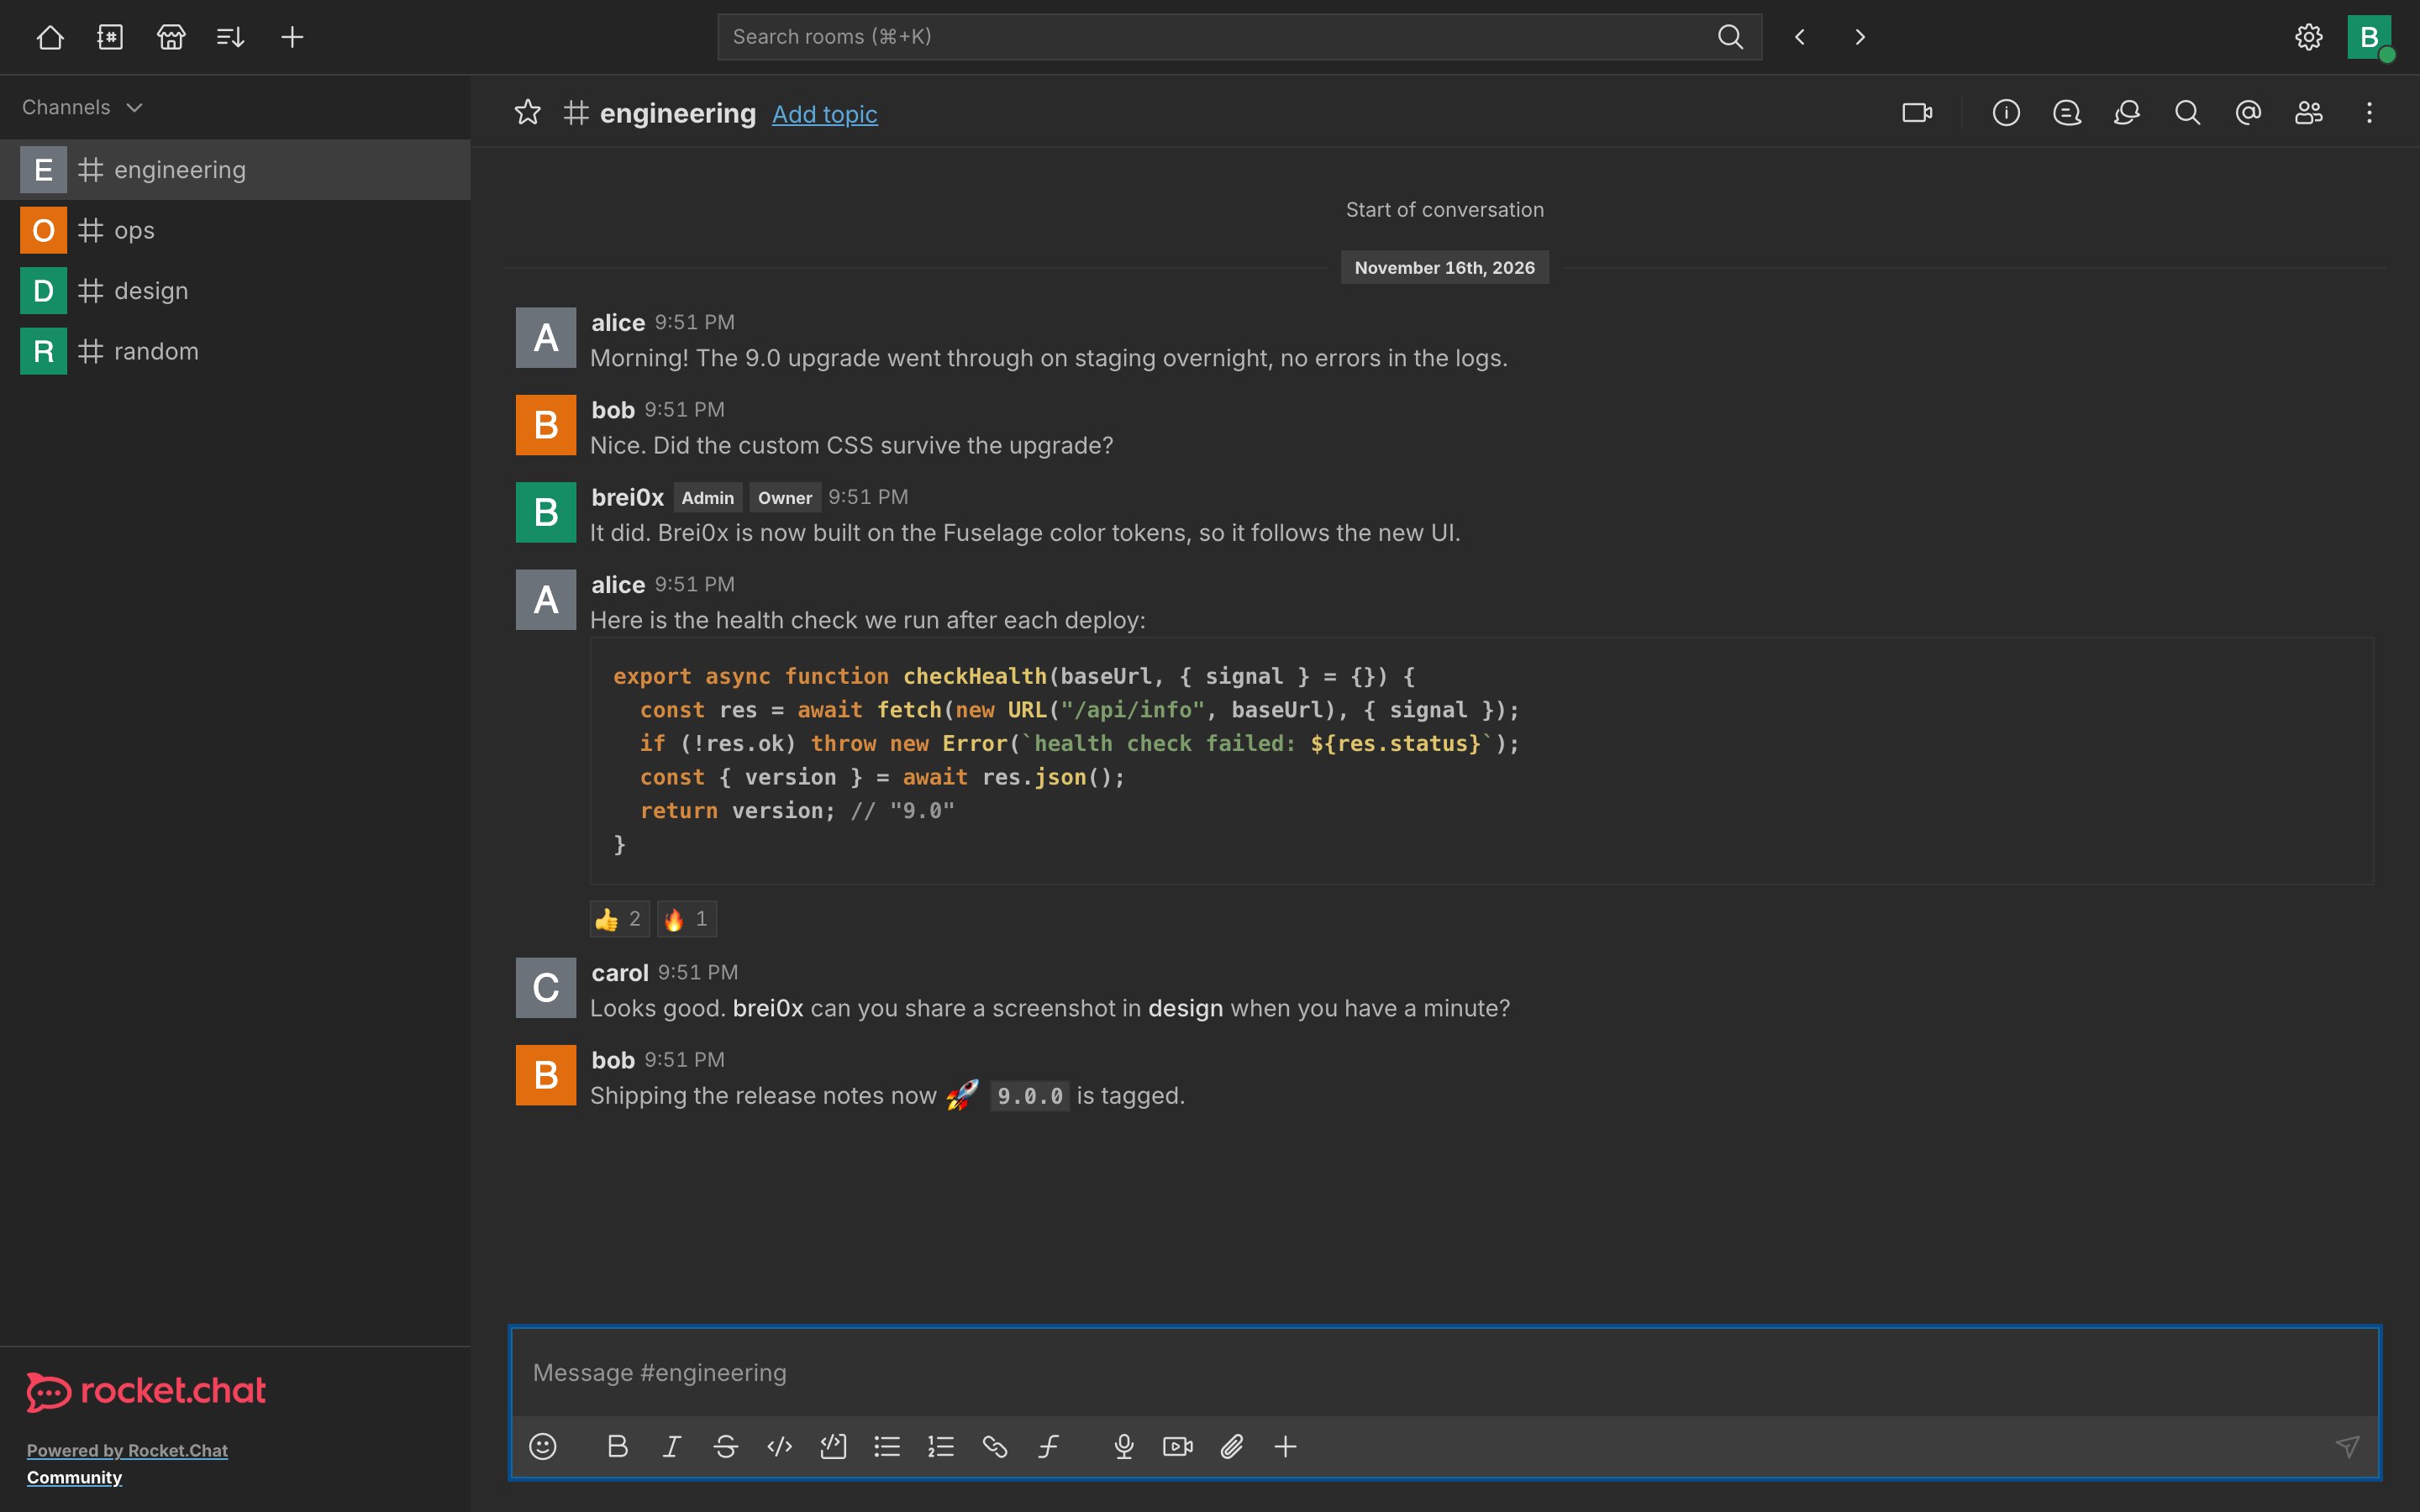 Search rooms (⌘+K)
B
Channels
E engineering
O ops
D design
R random
engineering Add topic
Start of conversation
November 16th, 2026
A
alice 9:51 PM
Morning! The 9.0 upgrade went through on staging overnight, no errors in the logs.
B
bob 9:51 PM
Nice. Did the custom CSS survive the upgrade?
B
brei0x Admin Owner 9:51 PM
It did. Brei0x is now built on the Fuselage color tokens, so it follows the new UI.
A
alice 9:51 PM
Here is the health check we run after each deploy:
export async function checkHealth(baseUrl, { signal } = {}) {
  const res = await fetch(new URL("/api/info", baseUrl), { signal });
  if (!res.ok) throw new Error(`health check failed: ${res.status}`);
  const { version } = await res.json();
  return version; // "9.0"
}
👍 2 🔥 1
C
carol 9:51 PM
Looks good. brei0x can you share a screenshot in design when you have a minute?
B
bob 9:51 PM
Shipping the release notes now 🚀 9.0.0 is tagged.
Message #engineering
rocket.chat
Powered by Rocket.Chat
Community